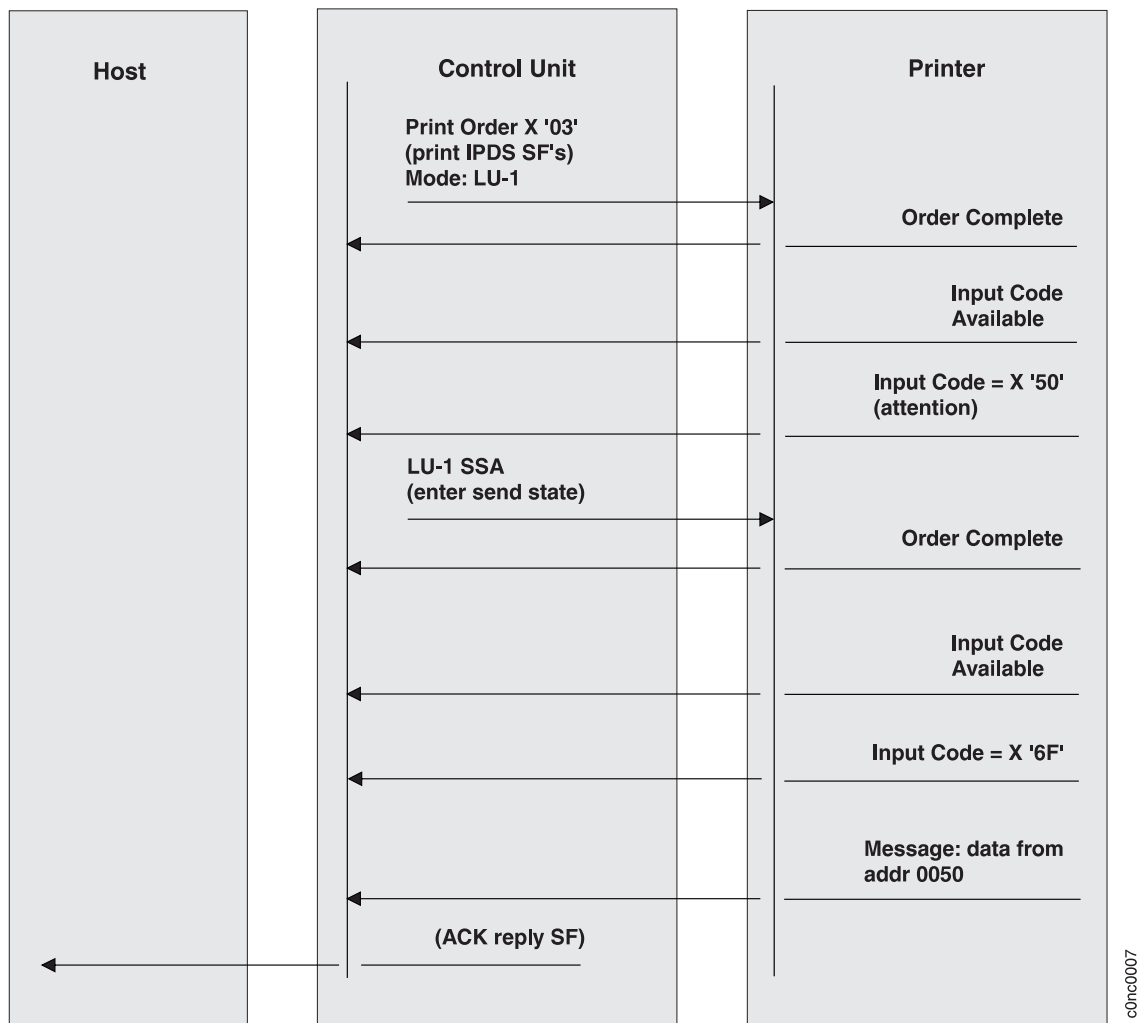 Host
Control Unit
Printer
Print Order X '03'
(print IPDS SF's)
Mode: LU-1
Order Complete
Input Code
Available
Input Code = X '50'
(attention)
LU-1 SSA
(enter send state)
Order Complete
Input Code
Available
Input Code = X '6F'
Message: data from
addr 0050
(ACK reply SF)
c0nc0007